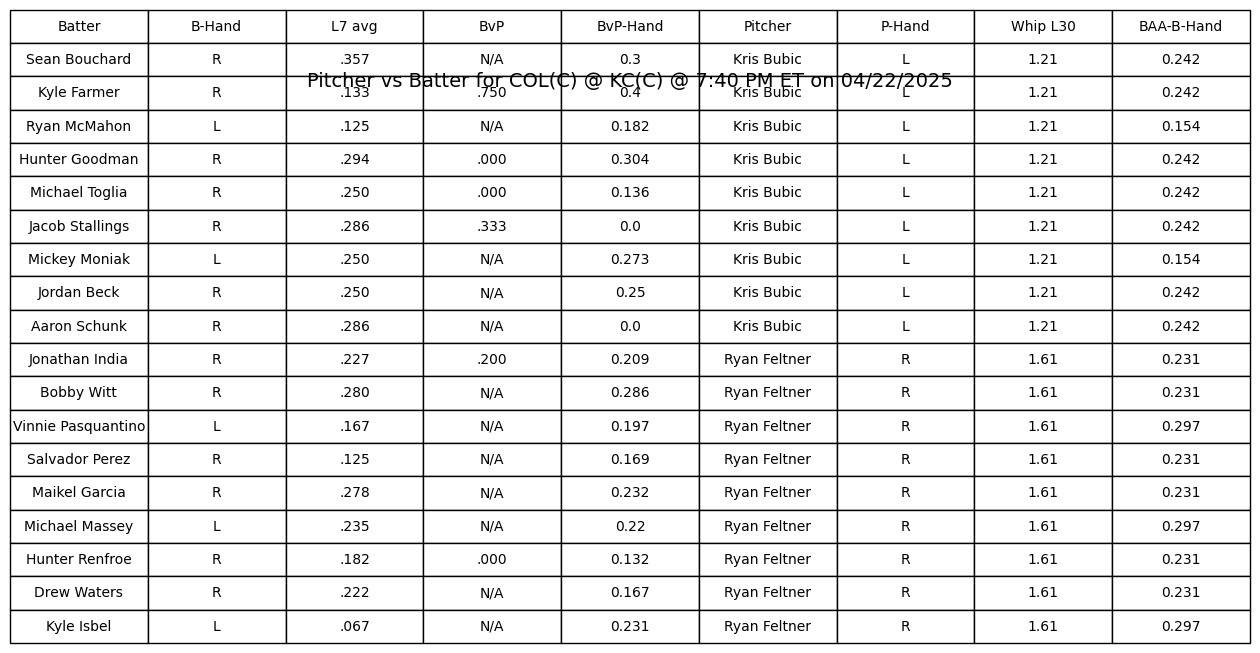 Batter B-Hand L7 avg BvP BvP-Hand Pitcher P-Hand Whip L30 BAA-B-Hand
Sean Bouchard R .357 N/A 0.3 Kris Bubic L 1.21 0.242
Pitcher vs Batter for COL(C) @ KC(C) @ 7:40 PM ET on 04/22/2025
Kyle Farmer R .133 .750 0.4 Kris Bubic L 1.21 0.242
Ryan McMahon L .125 N/A 0.182 Kris Bubic L 1.21 0.154
Hunter Goodman R .294 .000 0.304 Kris Bubic L 1.21 0.242
Michael Toglia R .250 .000 0.136 Kris Bubic L 1.21 0.242
Jacob Stallings R .286 .333 0.0 Kris Bubic L 1.21 0.242
Mickey Moniak L .250 N/A 0.273 Kris Bubic L 1.21 0.154
Jordan Beck R .250 N/A 0.25 Kris Bubic L 1.21 0.242
Aaron Schunk R .286 N/A 0.0 Kris Bubic L 1.21 0.242
Jonathan India R .227 .200 0.209 Ryan Feltner R 1.61 0.231
Bobby Witt R .280 N/A 0.286 Ryan Feltner R 1.61 0.231
Vinnie Pasquantino L .167 N/A 0.197 Ryan Feltner R 1.61 0.297
Salvador Perez R .125 N/A 0.169 Ryan Feltner R 1.61 0.231
Maikel Garcia R .278 N/A 0.232 Ryan Feltner R 1.61 0.231
Michael Massey L .235 N/A 0.22 Ryan Feltner R 1.61 0.297
Hunter Renfroe R .182 .000 0.132 Ryan Feltner R 1.61 0.231
Drew Waters R .222 N/A 0.167 Ryan Feltner R 1.61 0.231
Kyle Isbel L .067 N/A 0.231 Ryan Feltner R 1.61 0.297